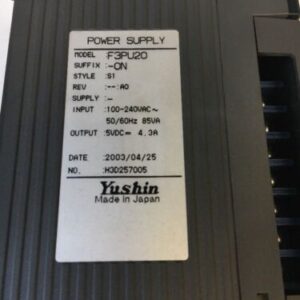 POWER SUPPLY
MODEL :F3PU20
SUFFIX :-0N
STYLE :S1
REV :--:A0
SUPPLY :-
INPUT :100-240VAC~
50/60Hz 85VA
OUTPUT :5VDC⎓ 4.3A
DATE :2003/04/25
NO. :H3D257005
Yushin
Made in Japan